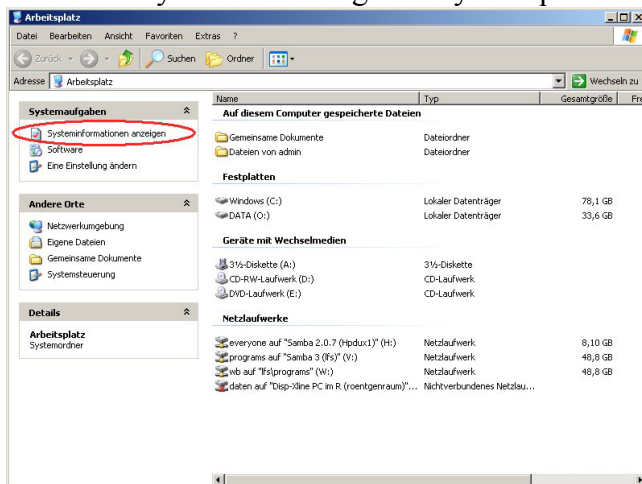 Arbeitsplatz
Datei Bearbeiten Ansicht Favoriten Extras ?
Zurück Suchen Ordner
Adresse Arbeitsplatz Wechseln zu
Name Typ Gesamtgröße Fre
Systemaufgaben
Systeminformationen anzeigen
Software
Eine Einstellung ändern
Andere Orte
Netzwerkumgebung
Eigene Dateien
Gemeinsame Dokumente
Systemsteuerung
Details
Arbeitsplatz
Systemordner
Auf diesem Computer gespeicherte Dateien
Gemeinsame Dokumente Dateiordner
Dateien von admin Dateiordner
Festplatten
Windows (C:) Lokaler Datenträger 78,1 GB
DATA (O:) Lokaler Datenträger 33,6 GB
Geräte mit Wechselmedien
3½-Diskette (A:) 3½-Diskette
CD-RW-Laufwerk (D:) CD-Laufwerk
DVD-Laufwerk (E:) CD-Laufwerk
Netzlaufwerke
everyone auf "Samba 2.0.7 (Hpdux1)" (H:) Netzlaufwerk 8,10 GB
programs auf "Samba 3 (lfs)" (V:) Netzlaufwerk 48,8 GB
wb auf "lfs\programs" (W:) Netzlaufwerk 48,8 GB
daten auf "Disp-Xline PC im R (roentgenraum)"... Nichtverbundenes Netzlau...